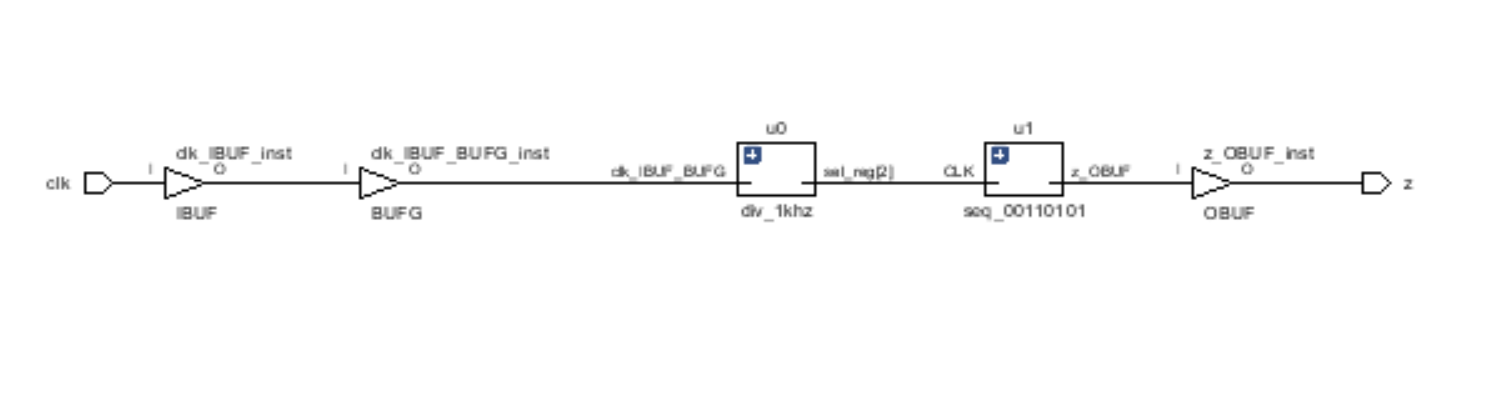 clk
I
clk_IBUF_inst
O
IBUF
I
clk_IBUF_BUFG_inst
O
BUFG
clk_IBUF_BUFG
u0
div_1khz
sel_reg[2]
CLK
u1
seq_00110101
z_OBUF
I
z_OBUF_inst
O
OBUF
z